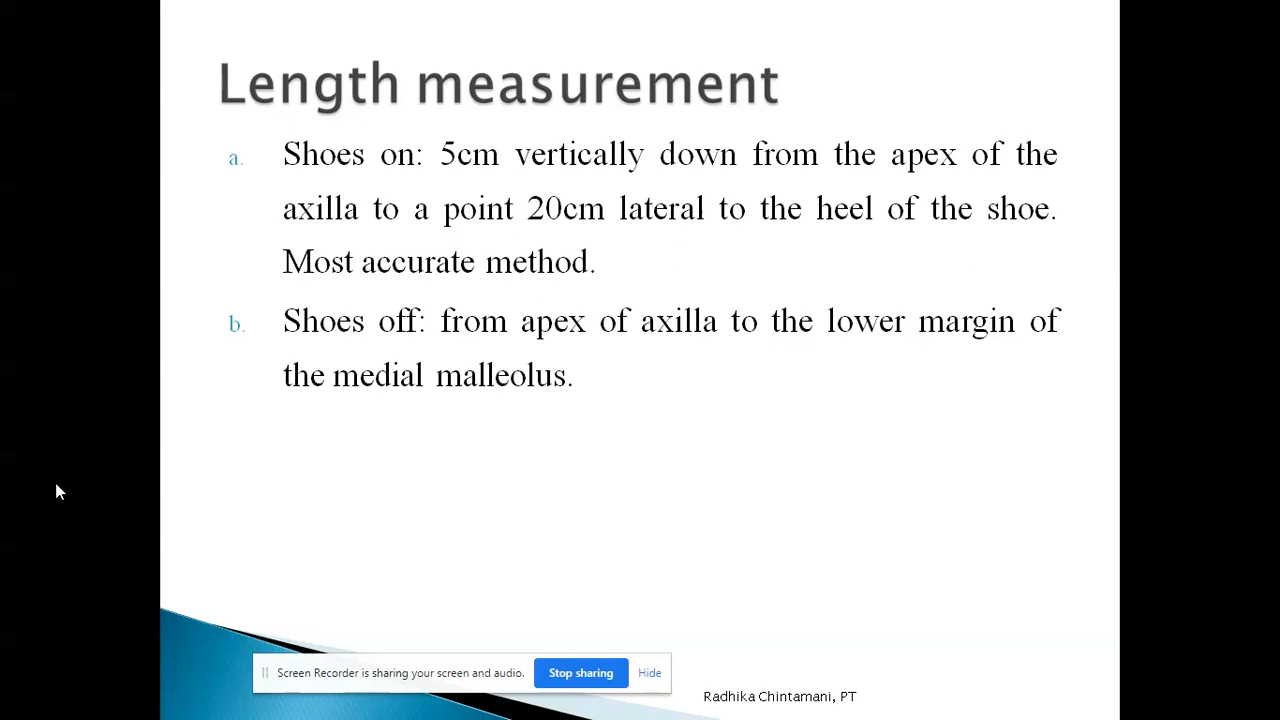 Length measurement
a. Shoes on: 5cm vertically down from the apex of the
axilla to a point 20cm lateral to the heel of the shoe.
Most accurate method.
b. Shoes off: from apex of axilla to the lower margin of
the medial malleolus.
Screen Recorder is sharing your screen and audio. Stop sharing Hide
Radhika Chintamani, PT